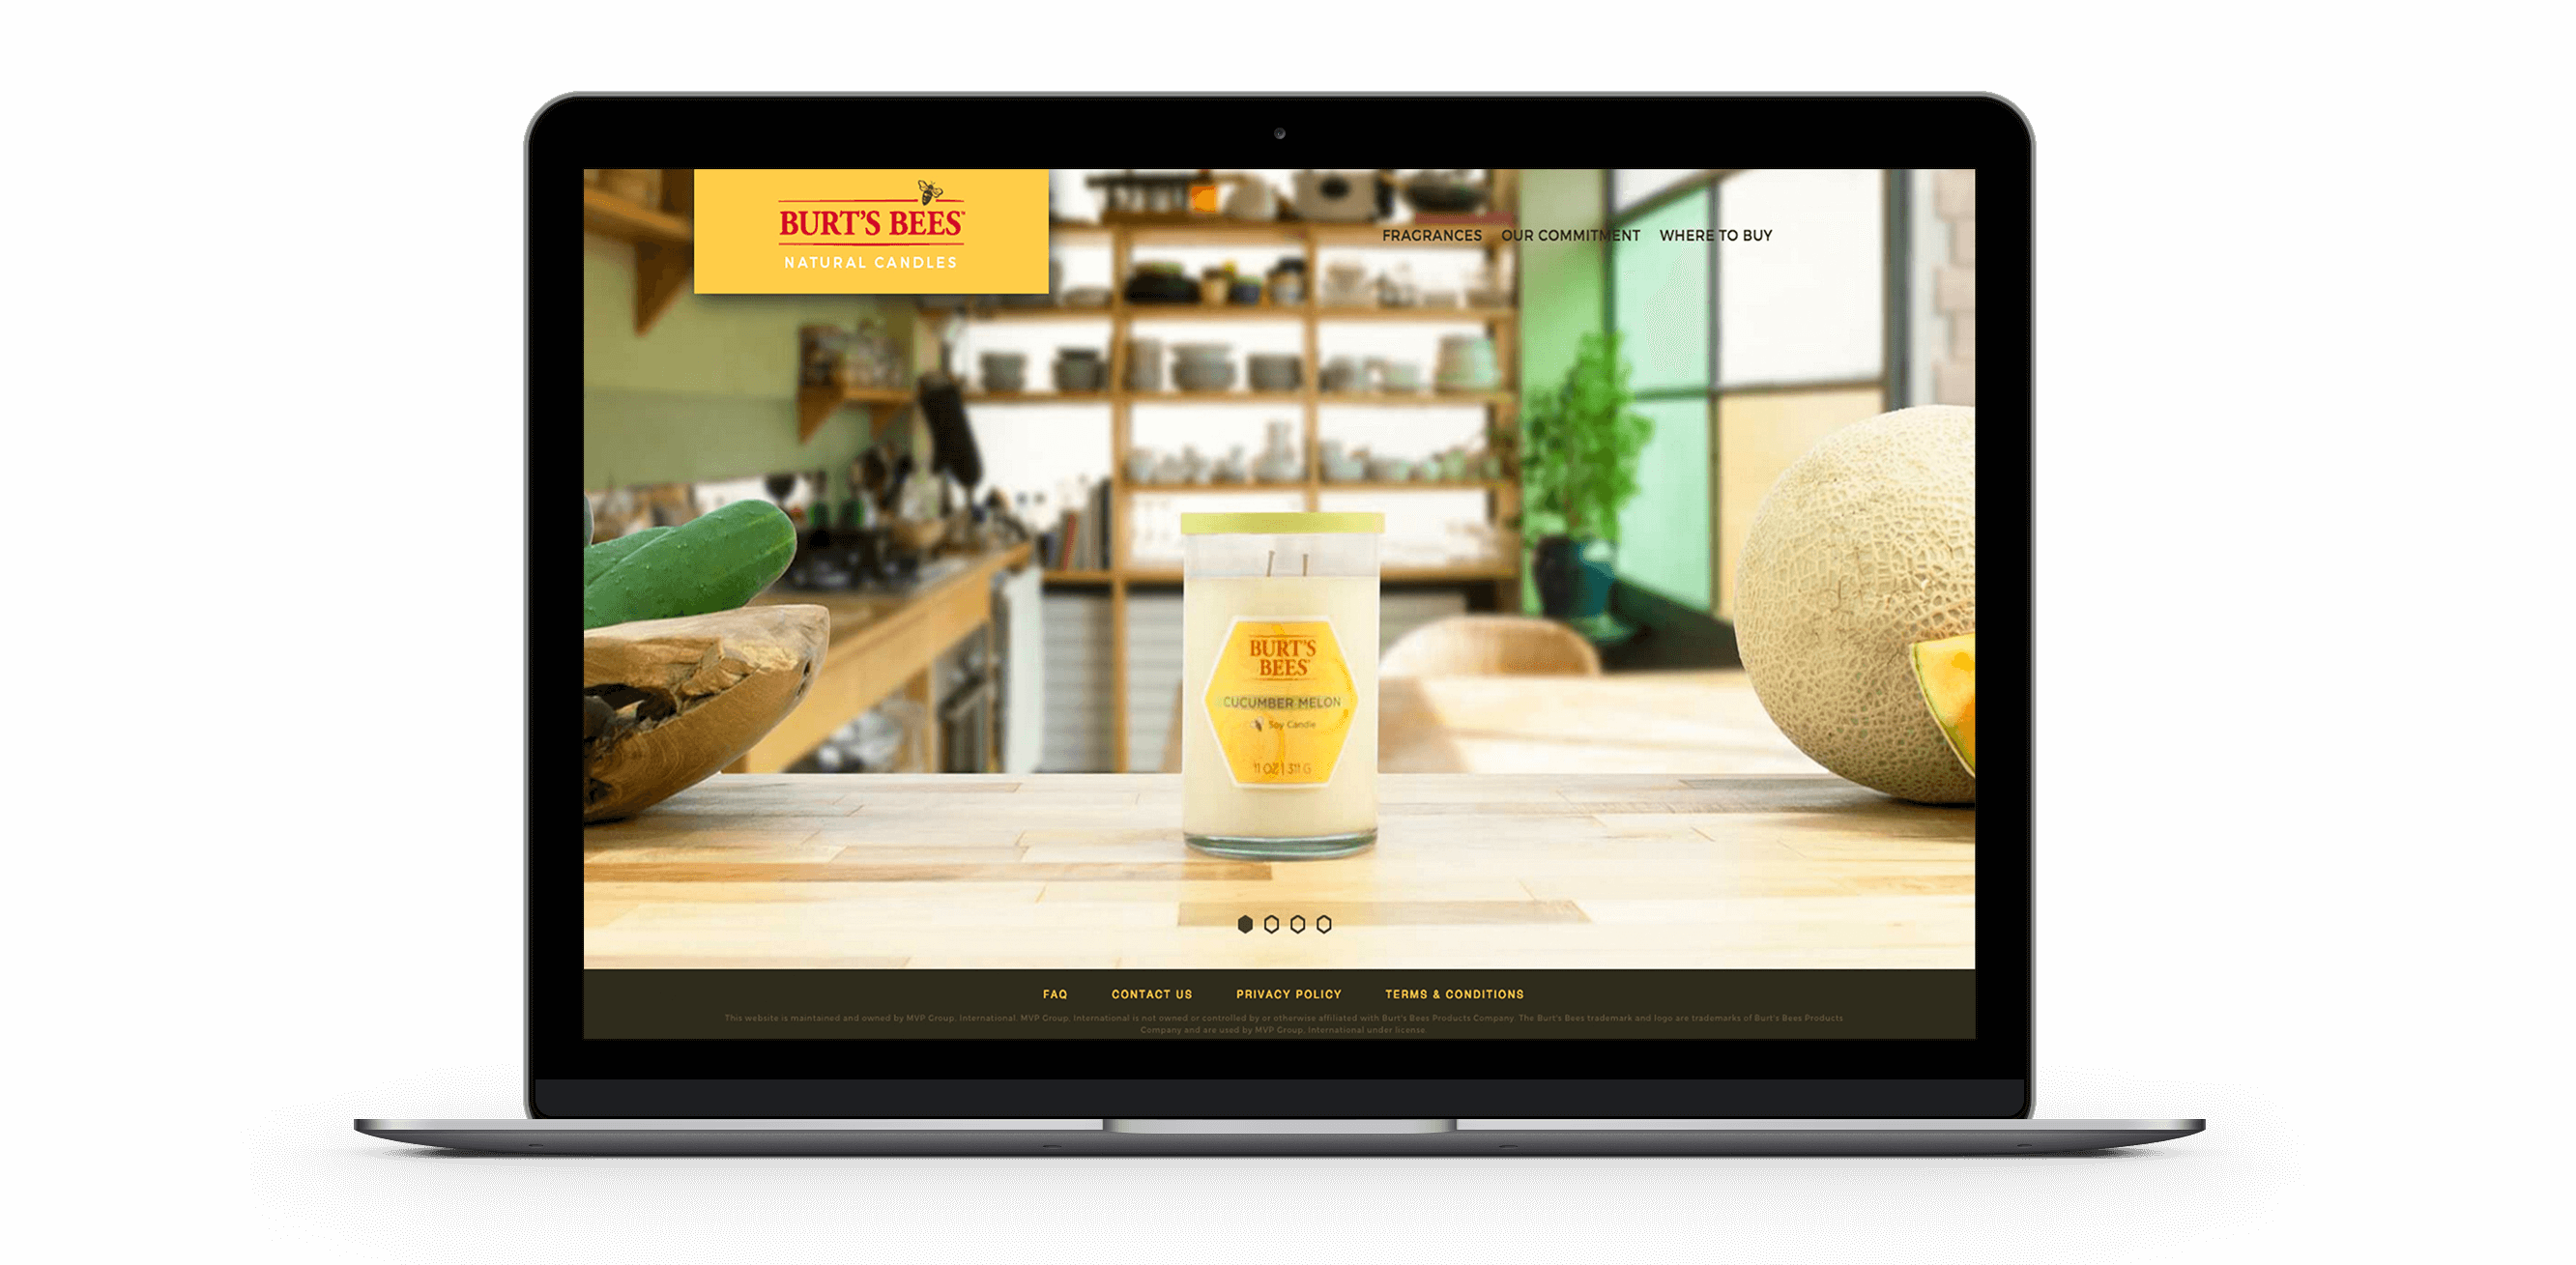 BURT'S BEES™
NATURAL CANDLES
FRAGRANCES OUR COMMITMENT WHERE TO BUY
BURT'S
BEES®
CUCUMBER MELON
Soy Candle
11 OZ | 311 G
FAQ CONTACT US PRIVACY POLICY TERMS & CONDITIONS
This website is maintained and owned by MVP Group, International. MVP Group, International is not owned or controlled by or otherwise affiliated with Burt's Bees Products Company. The Burt's Bees trademark and logo are trademarks of Burt's Bees Products
Company and are used by MVP Group, International under license.